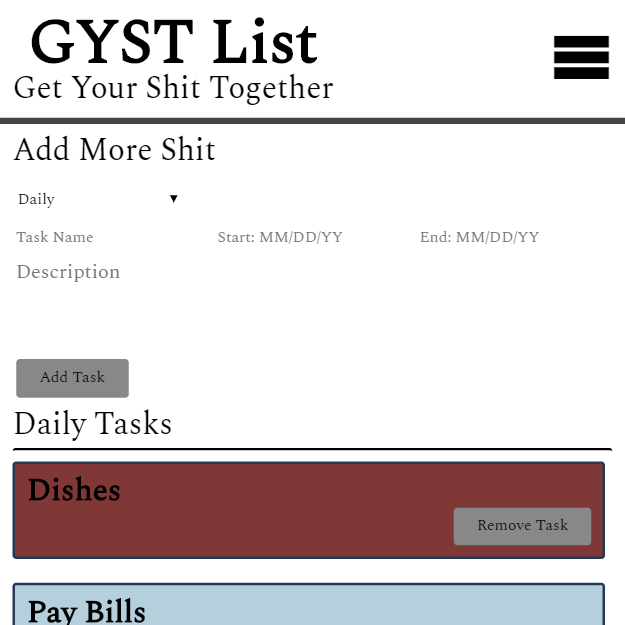 GYST List
Get Your Shit Together
Add More Shit
Daily ▼
Task Name Start: MM/DD/YY End: MM/DD/YY
Description
Add Task
Daily Tasks
Dishes
Remove Task
Pay Bills